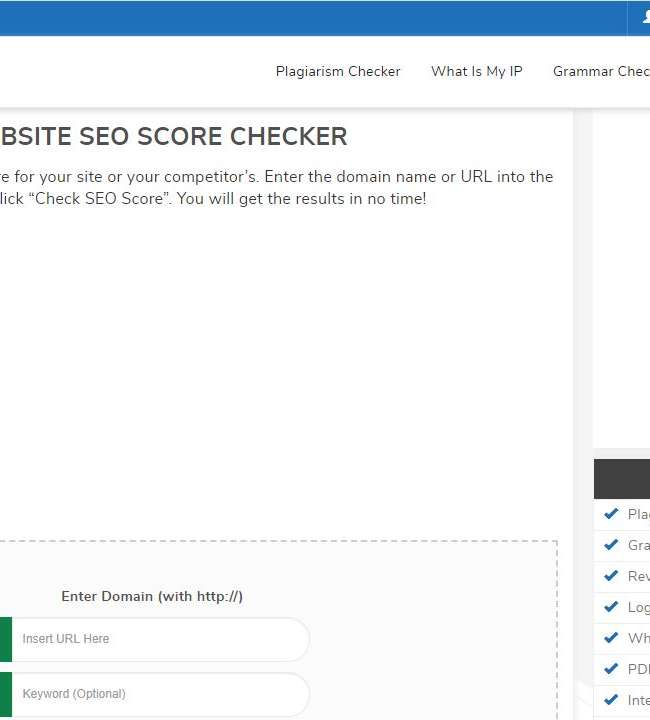 Plagiarism Checker What Is My IP Grammar Chec
BSITE SEO SCORE CHECKER
re for your site or your competitor's. Enter the domain name or URL into the
lick “Check SEO Score”. You will get the results in no time!
Enter Domain (with http://)
Insert URL Here
Keyword (Optional)
Pla
Gra
Rev
Log
Wh
PD
Inte